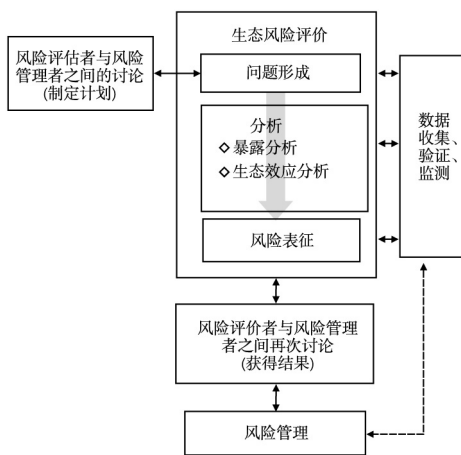 生态风险评价
风险评估者与风险
管理者之间的讨论
(制定计划)
问题形成
分析
暴露分析
生态效应分析
风险表征
数据
收集、
验证、
监测
风险评价者与风险管理
者之间再次讨论
(获得结果)
风险管理